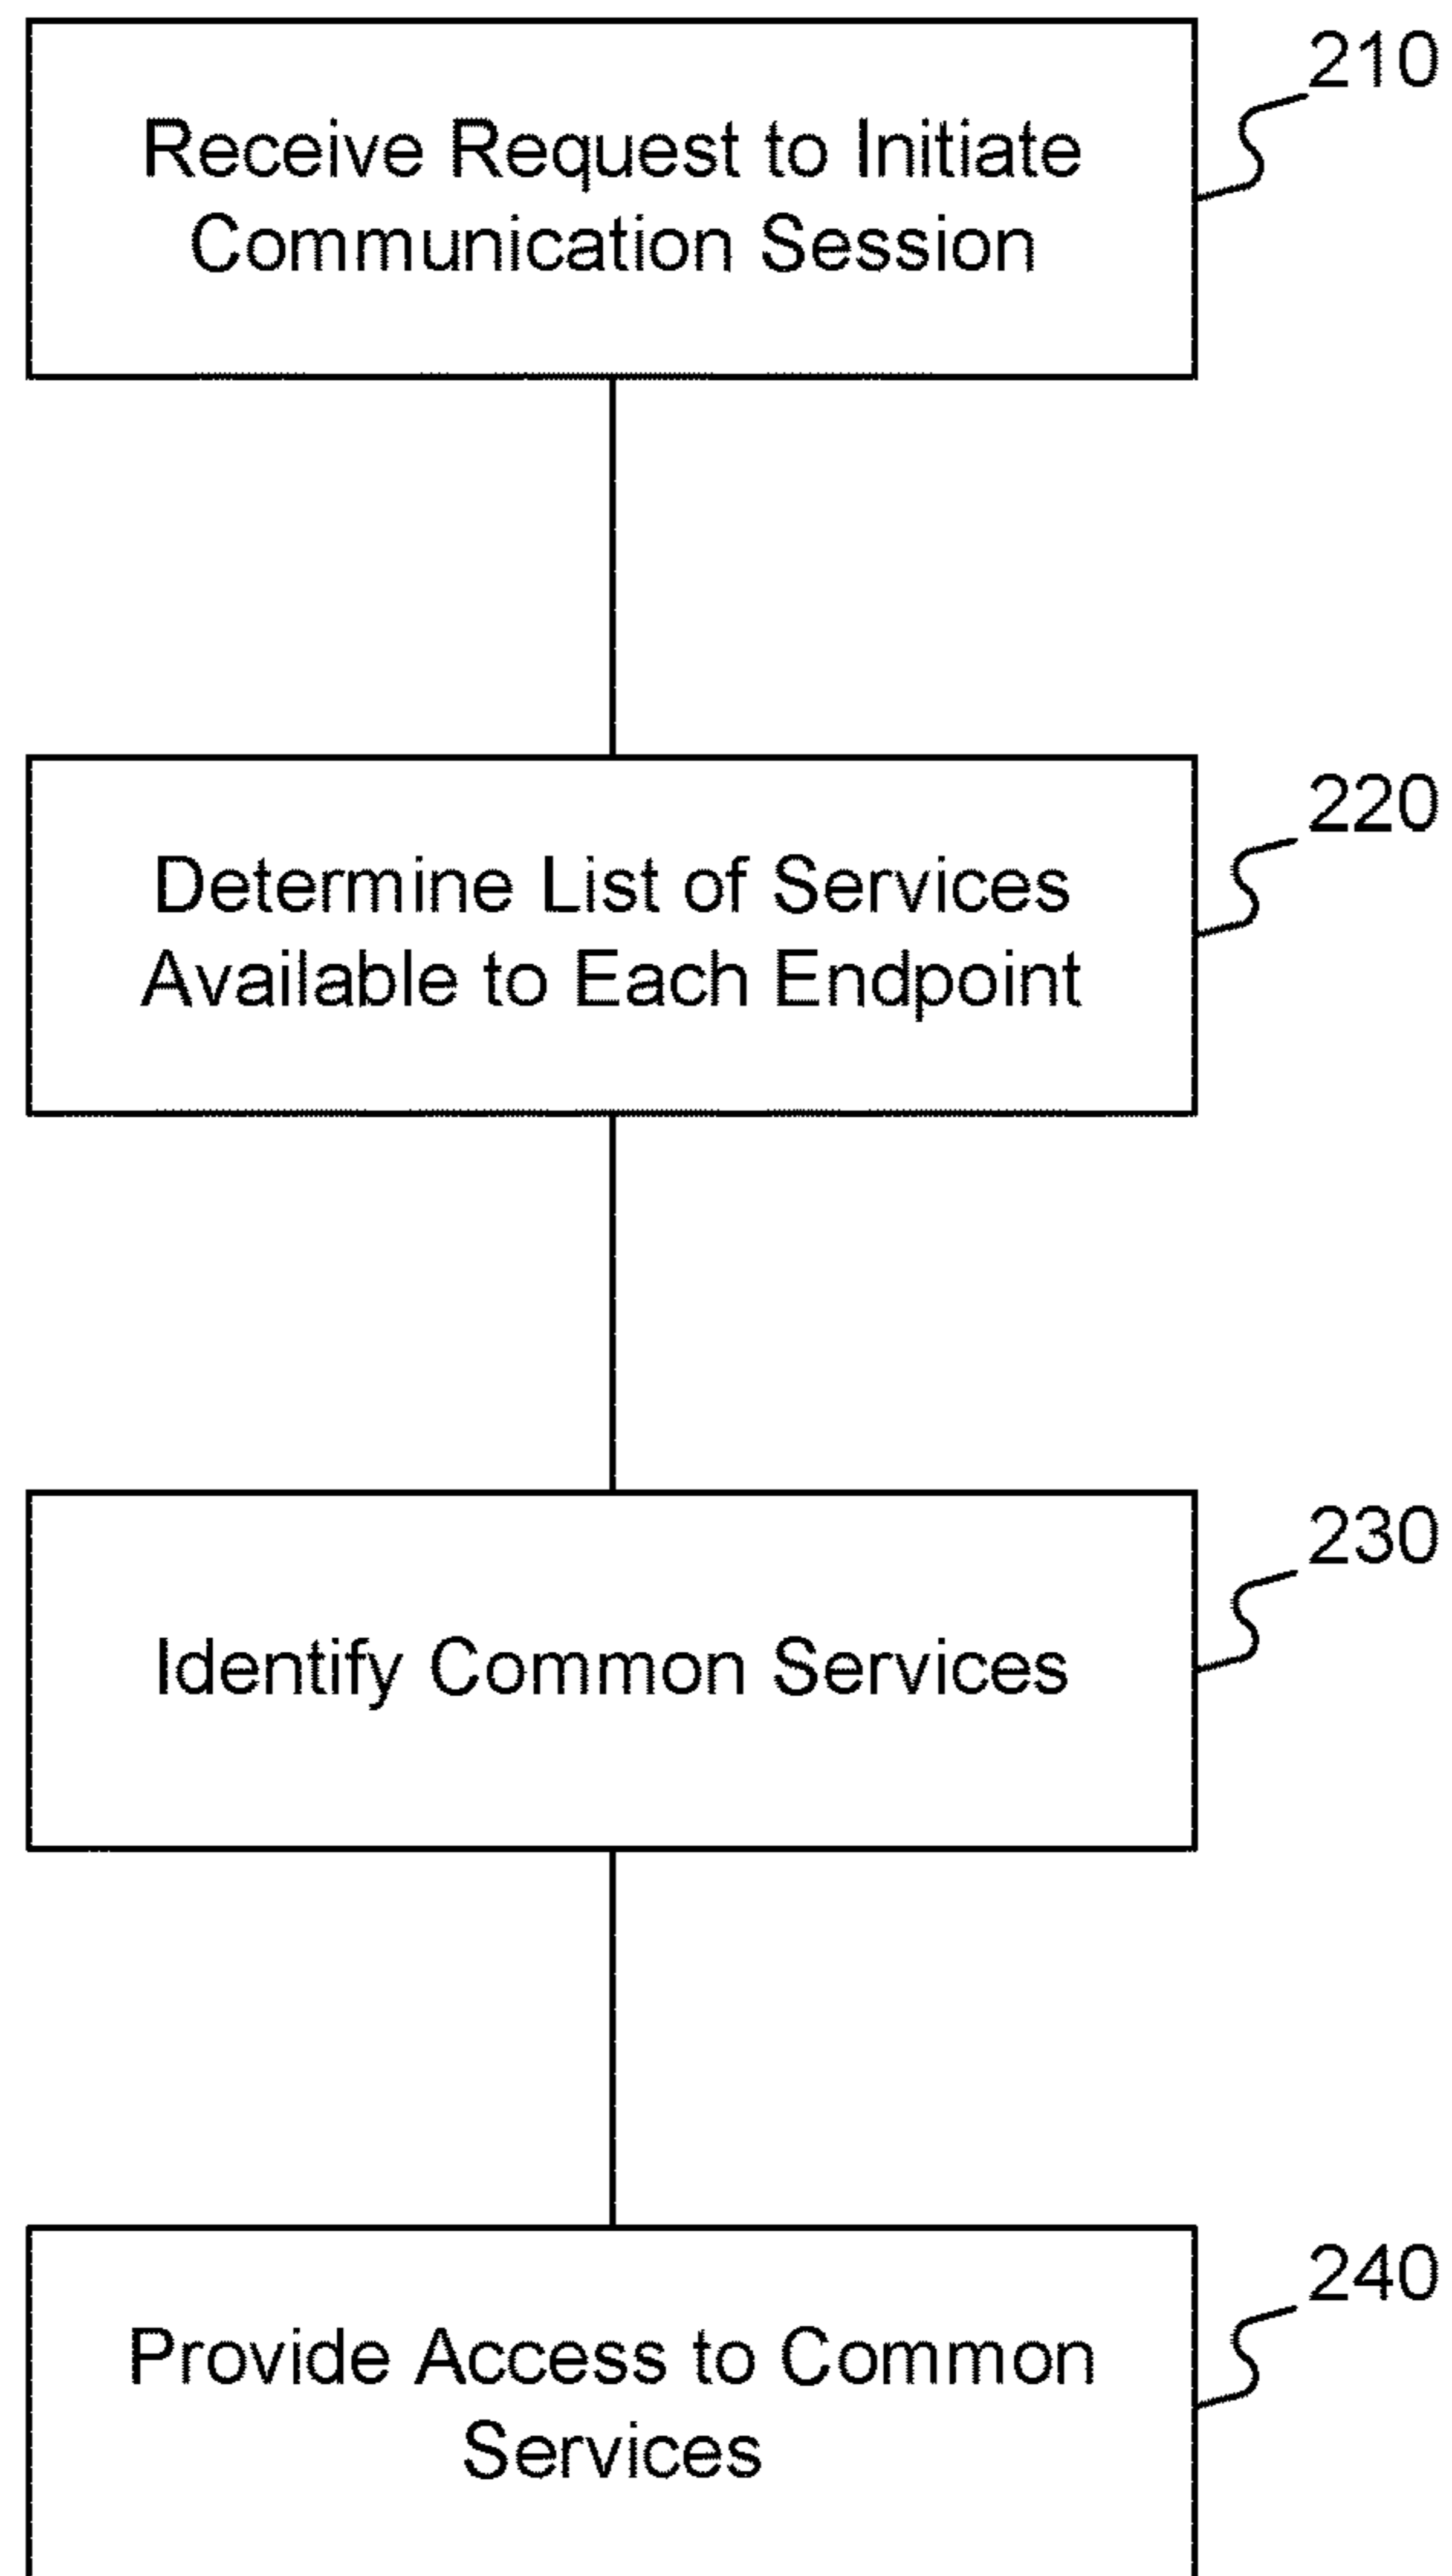 210
Receive Request to Initiate
Communication Session
220
Determine List of Services
Available to Each Endpoint
230
Identify Common Services
240
Provide Access to Common
Services